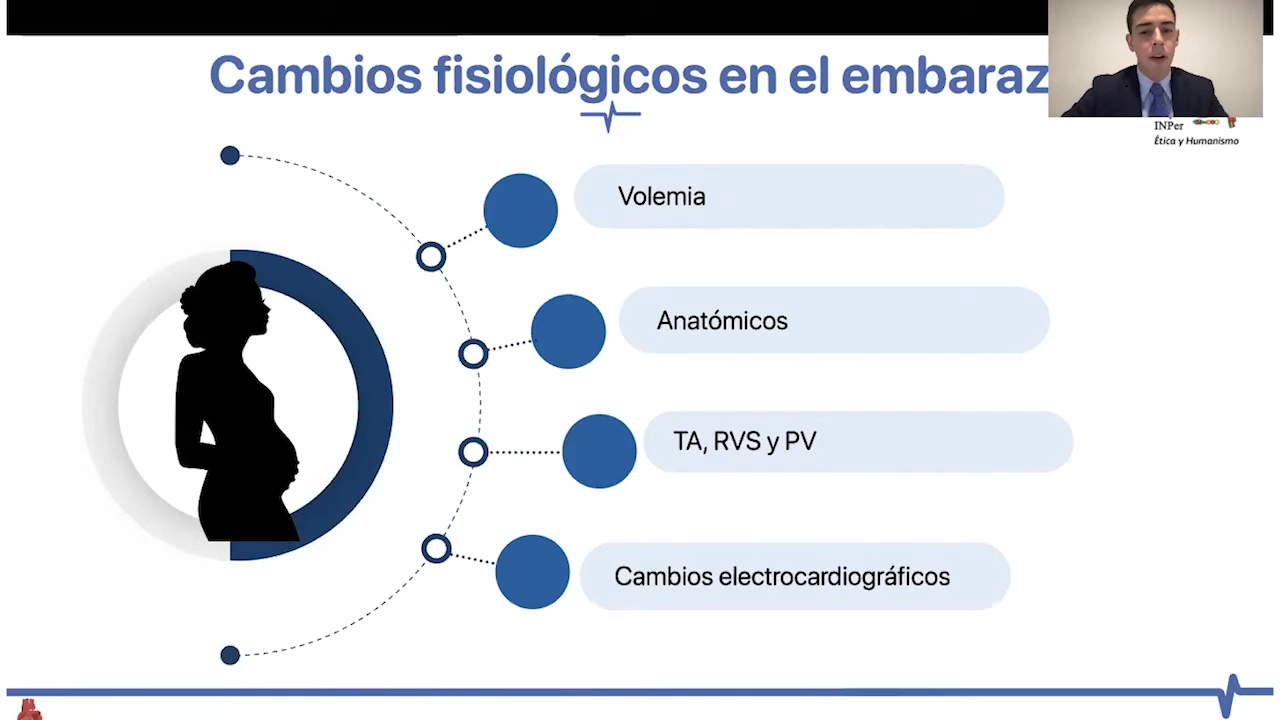 Cambios fisiológicos en el embaraz
INPer
Ética y Humanismo
Volemia
Anatómicos
TA, RVS y PV
Cambios electrocardiográficos